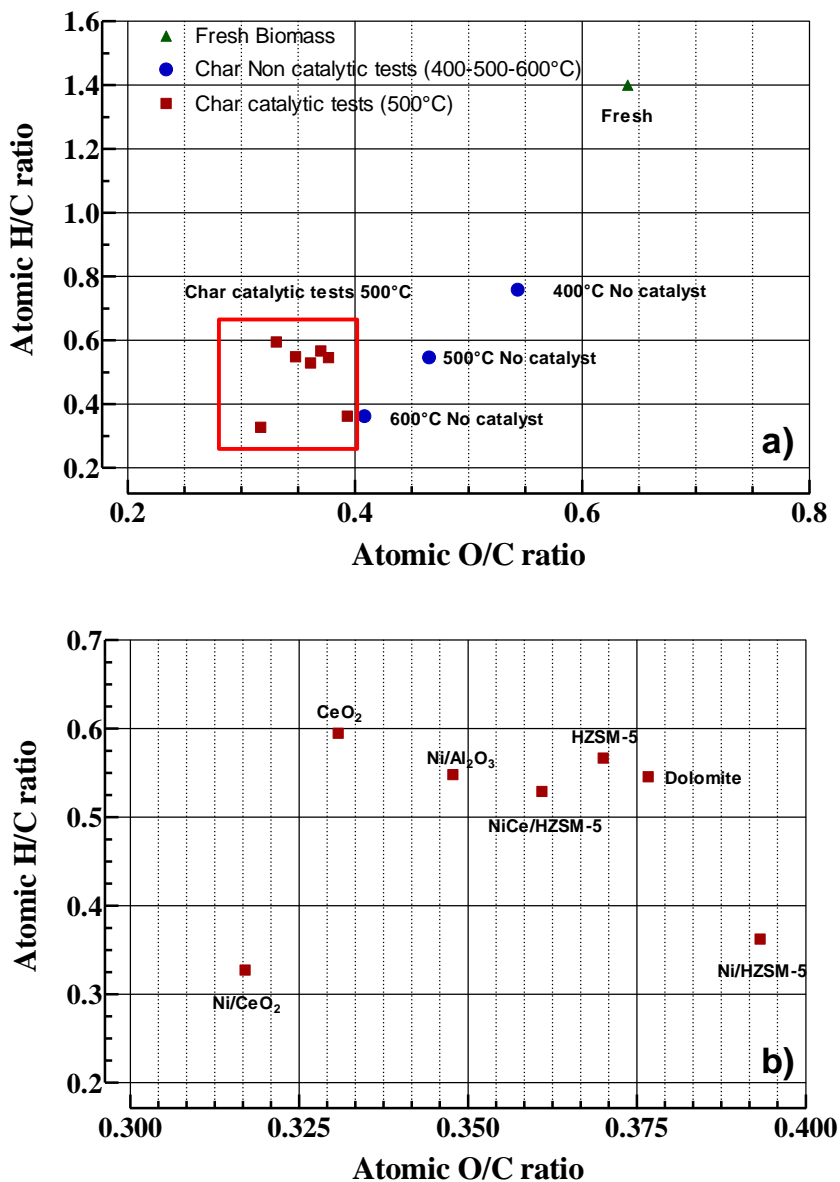 1.6
Fresh Biomass
Char Non catalytic tests (400-500-600°C)
1.4
Char catalytic tests (500°C)
Fresh
1.2
1.0
0.8
Char catalytic tests 500°C
400°C No catalyst
0.6
500°C No catalyst
0.4
600°C No catalyst
a)
0.2
0.2 0.4 0.6 0.8
Atomic H/C ratio
Atomic O/C ratio
0.7
CeO₂
0.6
Ni/Al₂O₃
HZSM-5
Dolomite
NiCe/HZSM-5
0.5
0.4
Ni/HZSM-5
0.3
Ni/CeO₂
b)
0.2
0.300 0.325 0.350 0.375 0.400
Atomic H/C ratio
Atomic O/C ratio